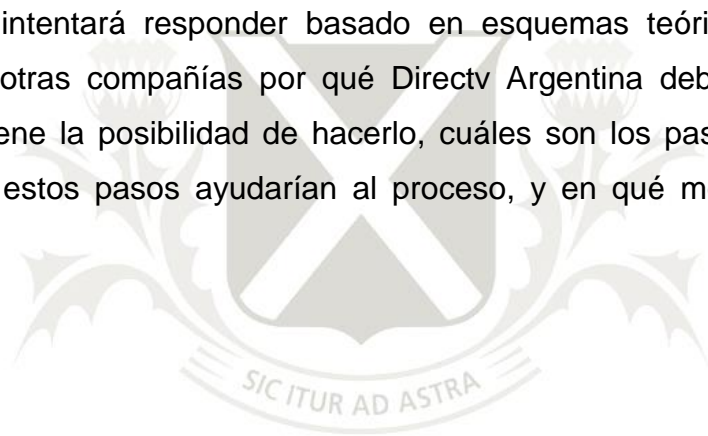 intentará responder basado en esquemas teóri
otras compañías por qué Directv Argentina deb
ene la posibilidad de hacerlo, cuáles son los pas
estos pasos ayudarían al proceso, y en qué m
SIC ITUR AD ASTRA